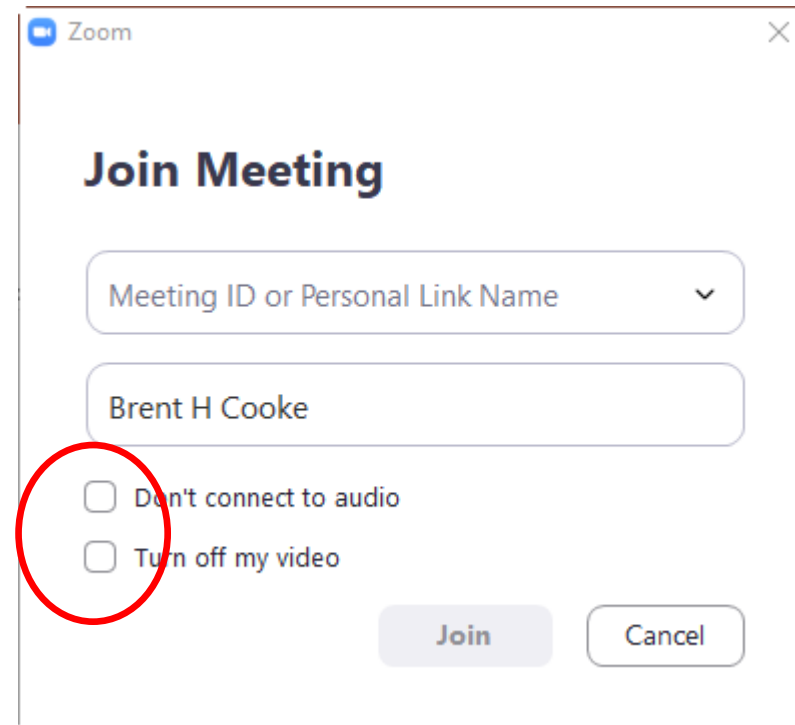 Zoom
Join Meeting
Meeting ID or Personal Link Name
Brent H Cooke
Don't connect to audio
Turn off my video
Join Cancel